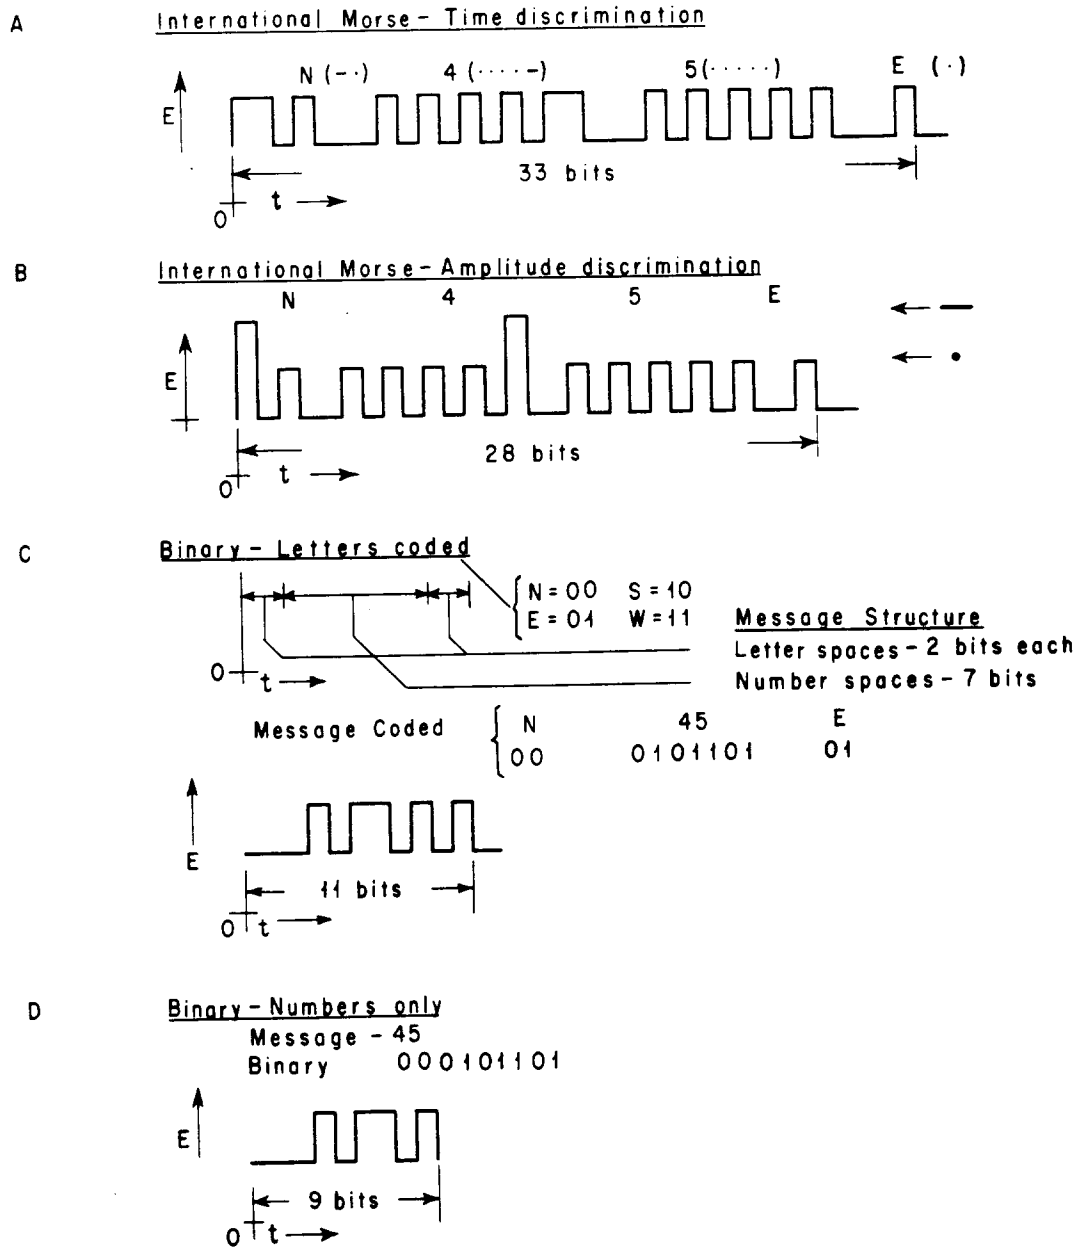 A International Morse – Time discrimination
N (–·) 4 (·····–) 5 (·····) E (·)
E
33 bits
0 t
B International Morse – Amplitude discrimination
N 4 5 E
E
28 bits
0 t
C Binary – Letters coded
N = 00 S = 10
E = 01 W = 11
Message Structure
Letter spaces – 2 bits each
Number spaces – 7 bits
0 t
Message Coded N 45 E
00 0101101 01
E
11 bits
0 t
D Binary – Numbers only
Message – 45
Binary 000101101
E
9 bits
0 t